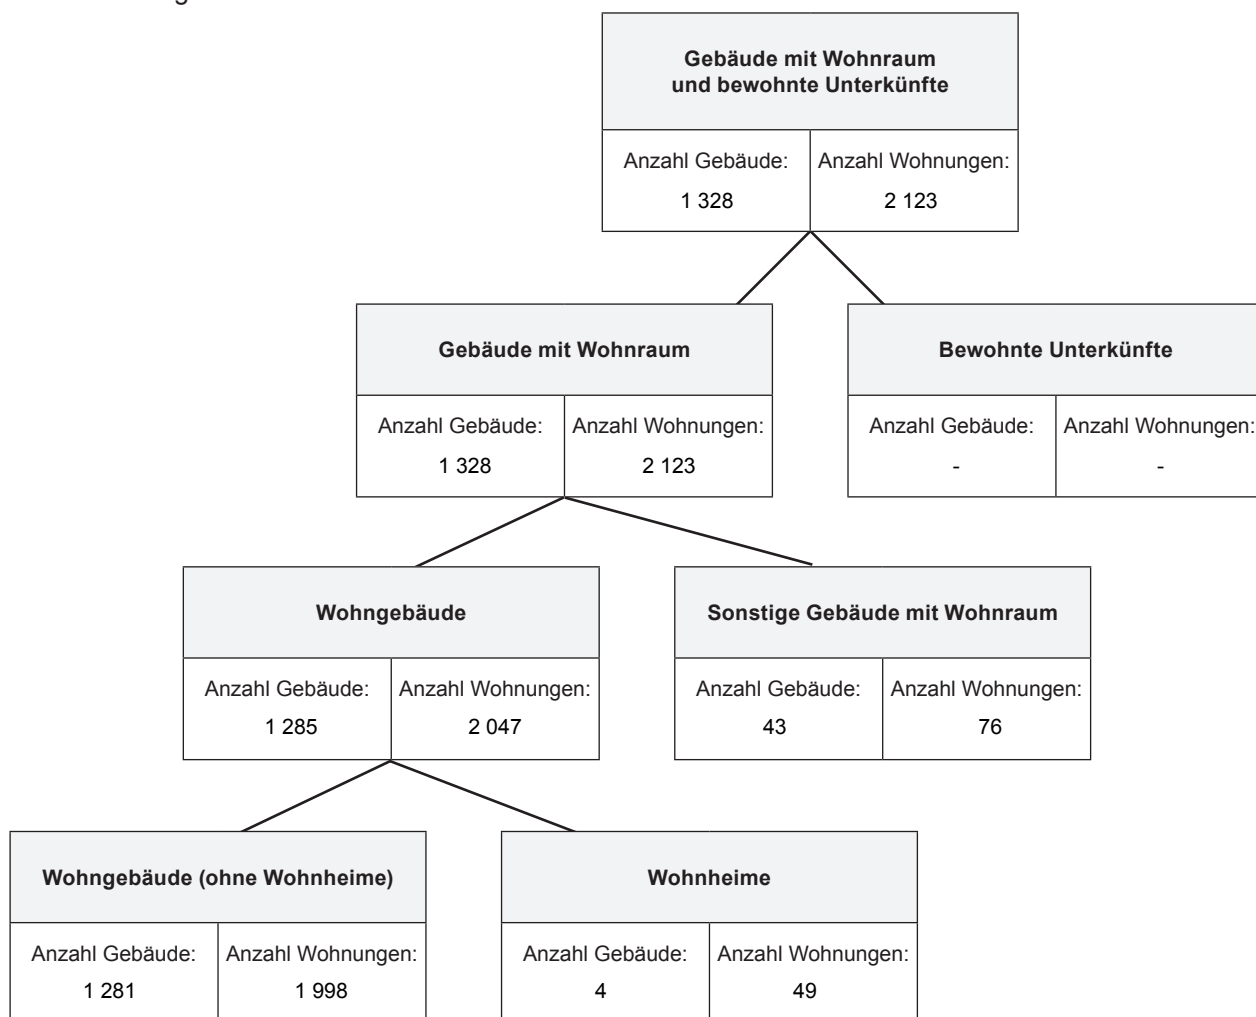 Gebäude mit Wohnraum
und bewohnte Unterkünfte
Anzahl Gebäude: Anzahl Wohnungen:
1 328 2 123
Gebäude mit Wohnraum Bewohnte Unterkünfte
Anzahl Gebäude: Anzahl Wohnungen: Anzahl Gebäude: Anzahl Wohnungen:
1 328 2 123 - -
Wohngebäude Sonstige Gebäude mit Wohnraum
Anzahl Gebäude: Anzahl Wohnungen: Anzahl Gebäude: Anzahl Wohnungen:
1 285 2 047 43 76
Wohngebäude (ohne Wohnheime) Wohnheime
Anzahl Gebäude: Anzahl Wohnungen: Anzahl Gebäude: Anzahl Wohnungen:
1 281 1 998 4 49